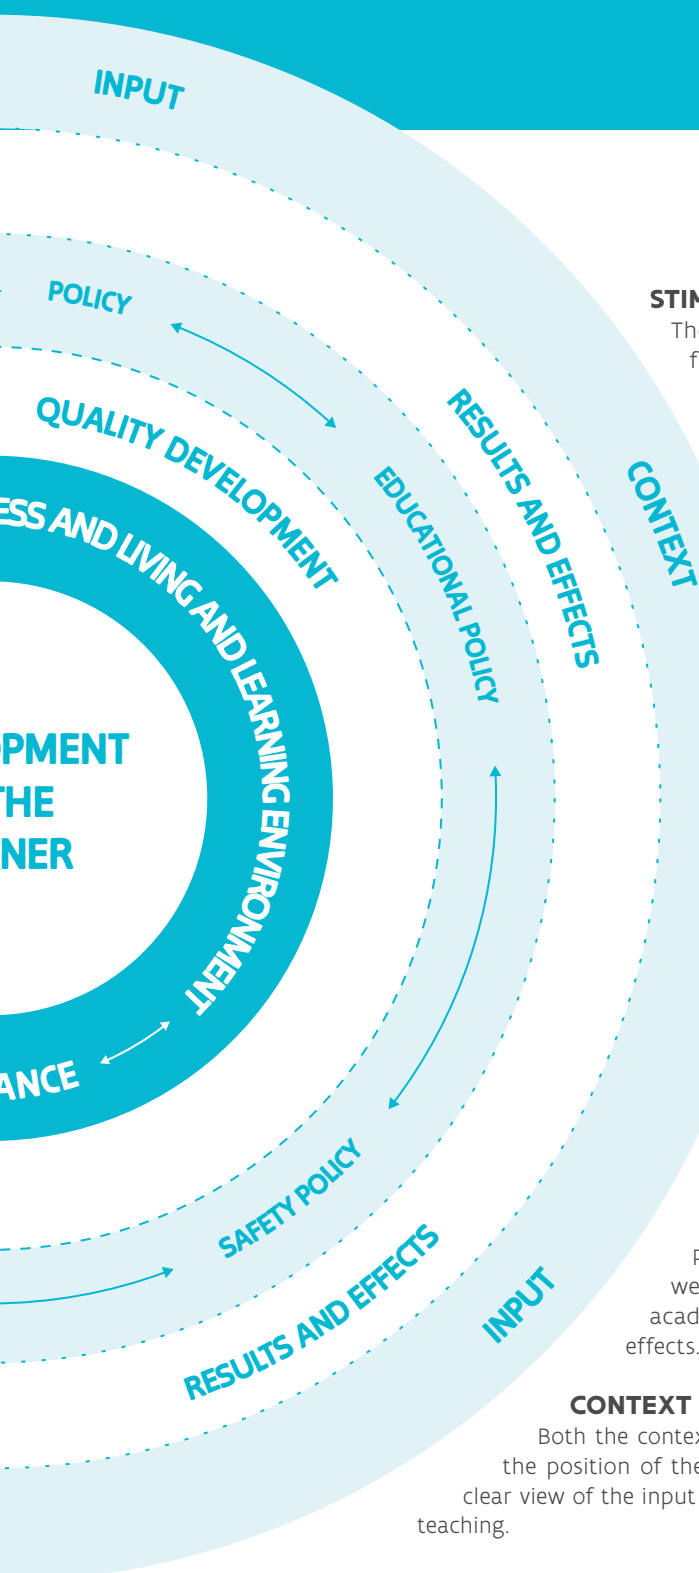 INPUT
POLICY
QUALITY DEVELOPMENT
RESULTS AND EFFECTS
CONTEXT
EDUCATIONAL POLICY
ESS AND LIVING AND LEARNING ENVIRONMENT
OPMENT
THE
NER
ANCE
SAFETY POLICY
RESULTS AND EFFECTS
INPUT
STIM
The
f
we
acad
effects.
CONTEXT
Both the contex
the position of the
clear view of the input
teaching.